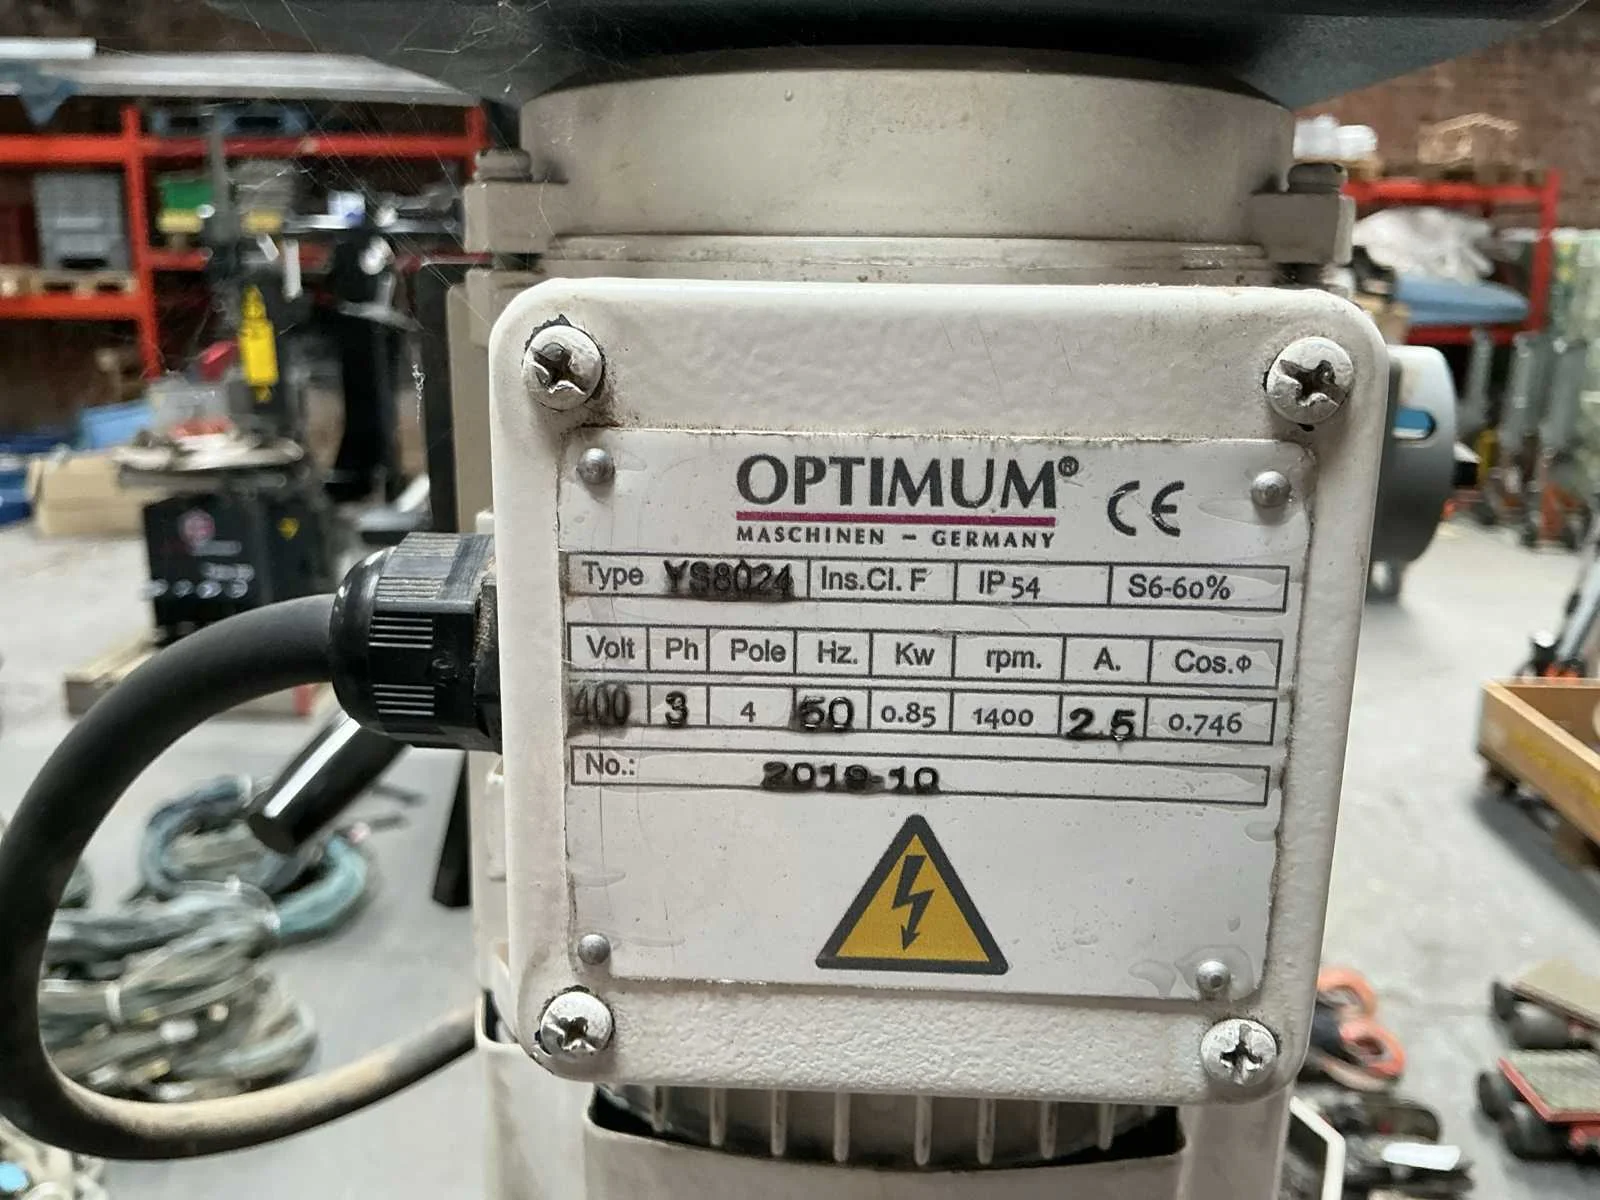 OPTIMUM® CE
MASCHINEN - GERMANY
Type YS8024 Ins.Cl. F IP 54 S6-60%
Volt Ph Pole Hz. Kw rpm. A. Cos.Φ
400 3 4 50 0.85 1400 2.5 0.746
No.: 2019-10